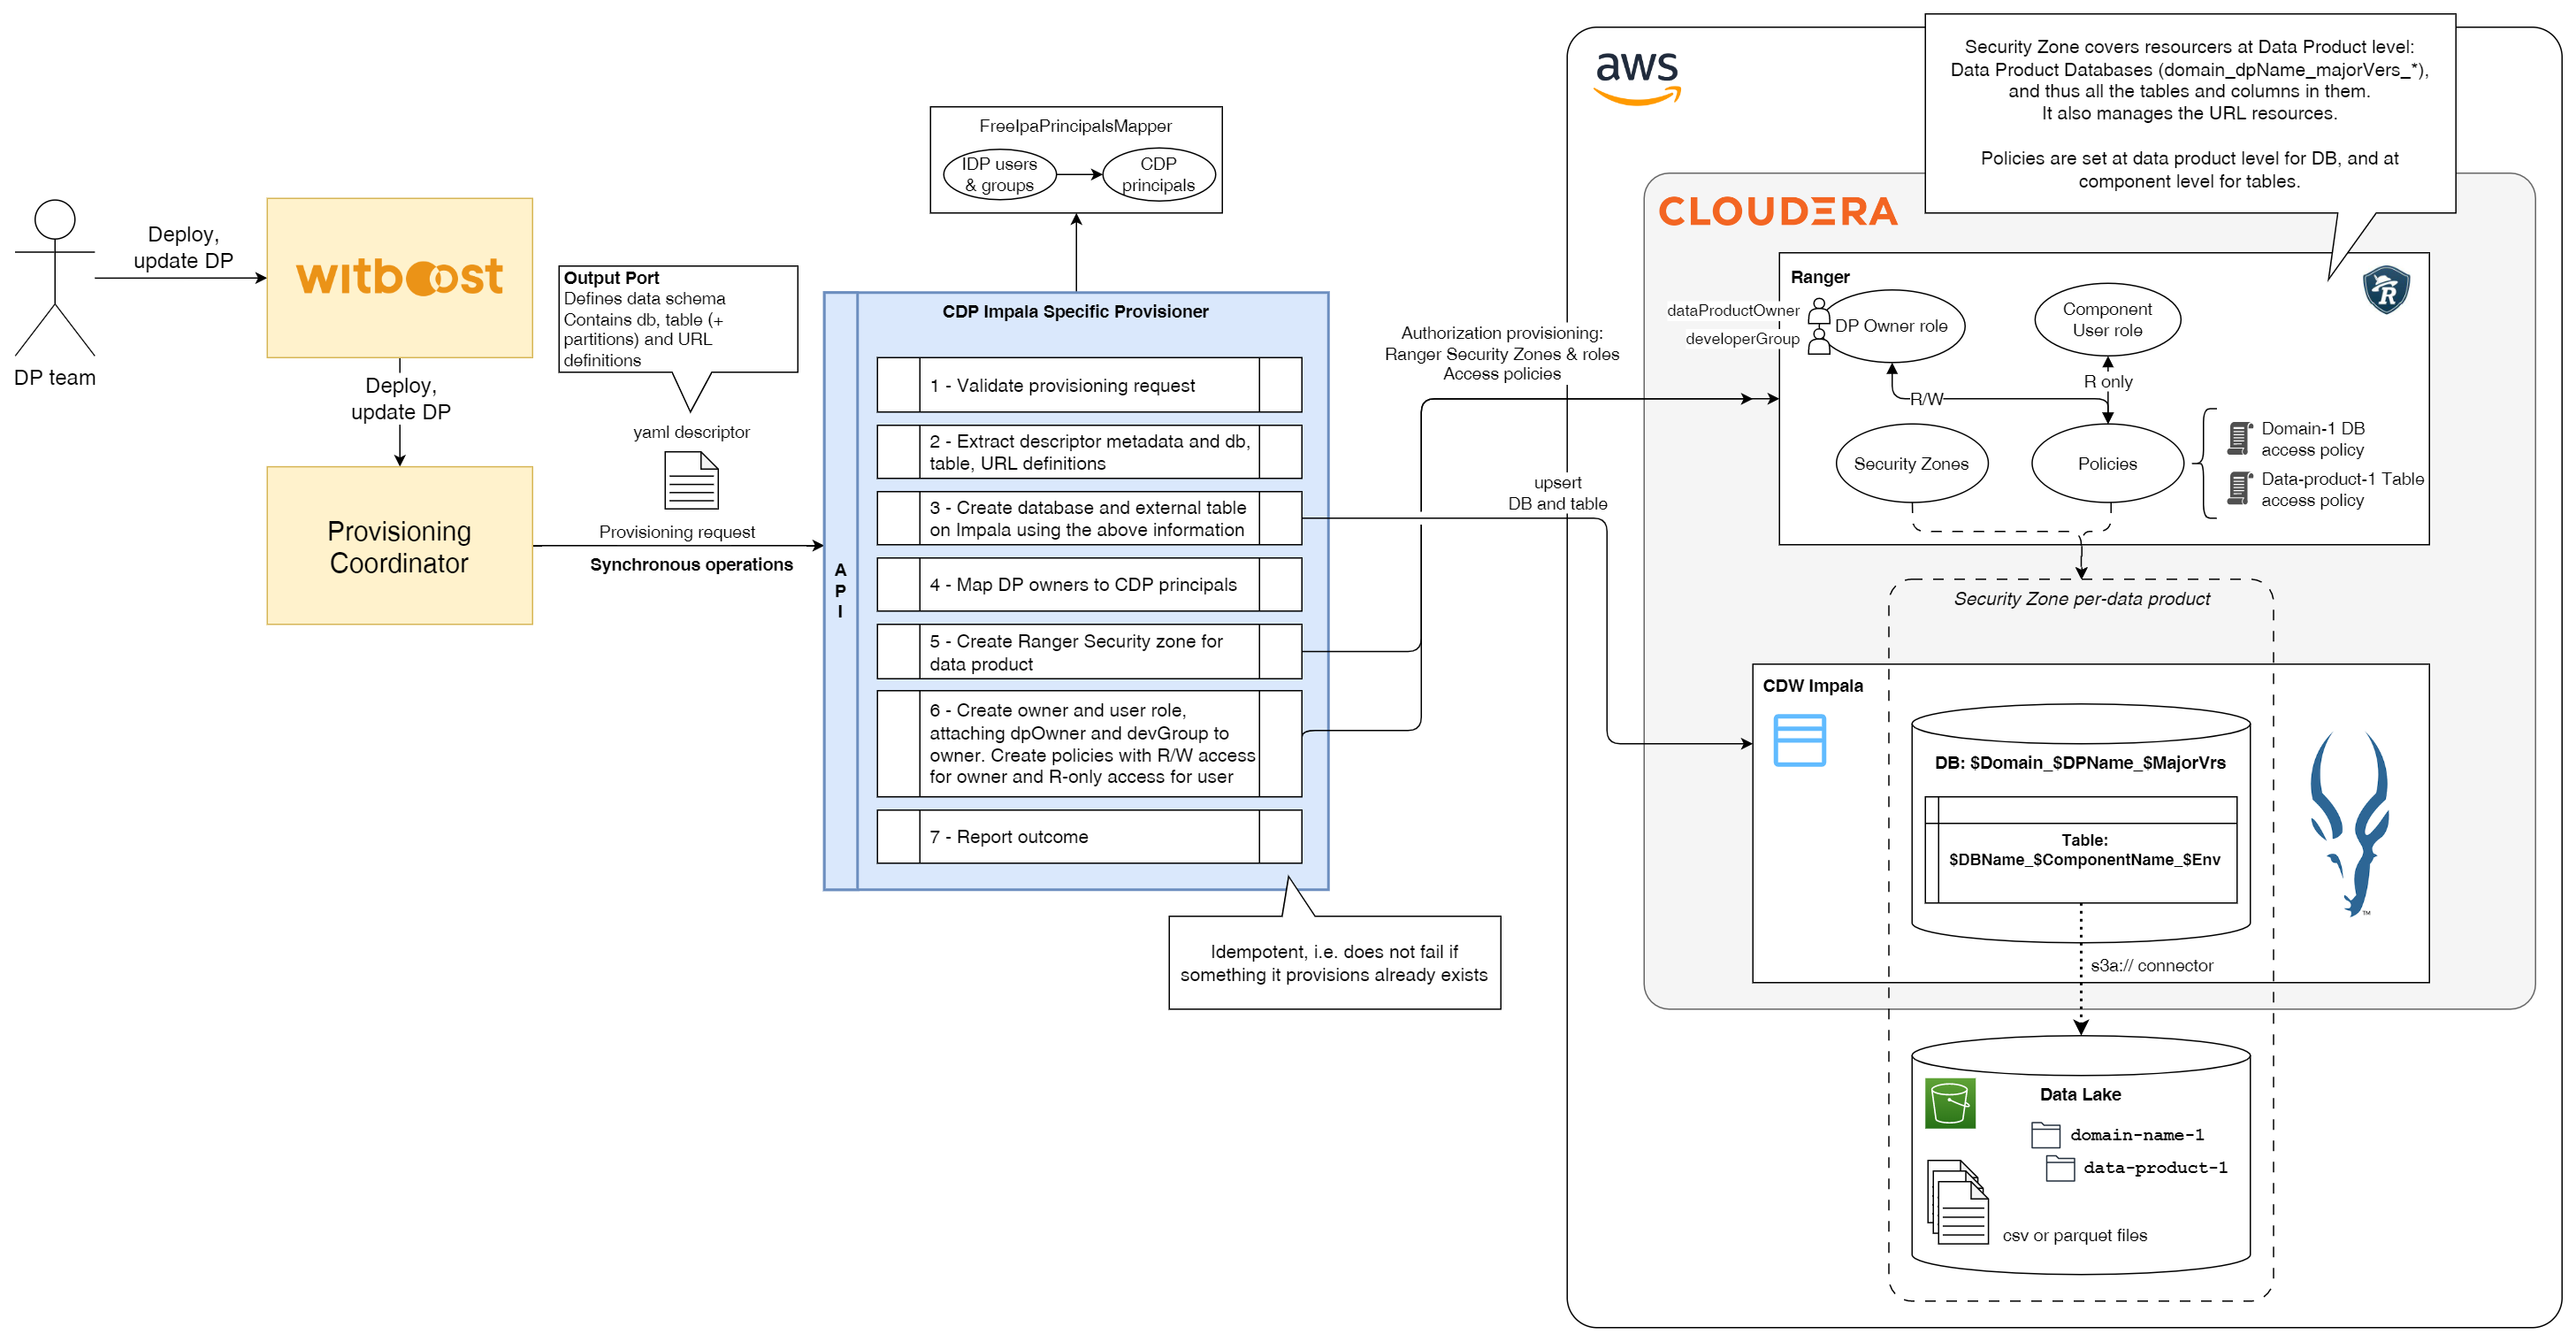 DP team
Deploy,
update DP
witboost
Deploy,
update DP
Provisioning
Coordinator
Output Port
Defines data schema
Contains db, table (+
partitions) and URL
definitions
yaml descriptor
Provisioning request
Synchronous operations
FreeIpaPrincipalsMapper
IDP users
& groups
CDP
principals
API
CDP Impala Specific Provisioner
1 - Validate provisioning request
2 - Extract descriptor metadata and db,
table, URL definitions
3 - Create database and external table
on Impala using the above information
4 - Map DP owners to CDP principals
5 - Create Ranger Security zone for
data product
6 - Create owner and user role,
attaching dpOwner and devGroup to
owner. Create policies with R/W access
for owner and R-only access for user
7 - Report outcome
Idempotent, i.e. does not fail if
something it provisions already exists
Authorization provisioning:
Ranger Security Zones & roles
Access policies
upsert
DB and table
aws
Security Zone covers resourcers at Data Product level:
Data Product Databases (domain_dpName_majorVers_*),
and thus all the tables and columns in them.
It also manages the URL resources.
Policies are set at data product level for DB, and at
component level for tables.
CLOUDERA
Ranger
R
dataProductOwner
developerGroup
DP Owner role
Component
User role
R only
R/W
Security Zones
Policies
Domain-1 DB
access policy
Data-product-1 Table
access policy
Security Zone per-data product
CDW Impala
DB: $Domain_$DPName_$MajorVrs
Table:
$DBName_$ComponentName_$Env
TM
s3a:// connector
Data Lake
domain-name-1
data-product-1
csv or parquet files